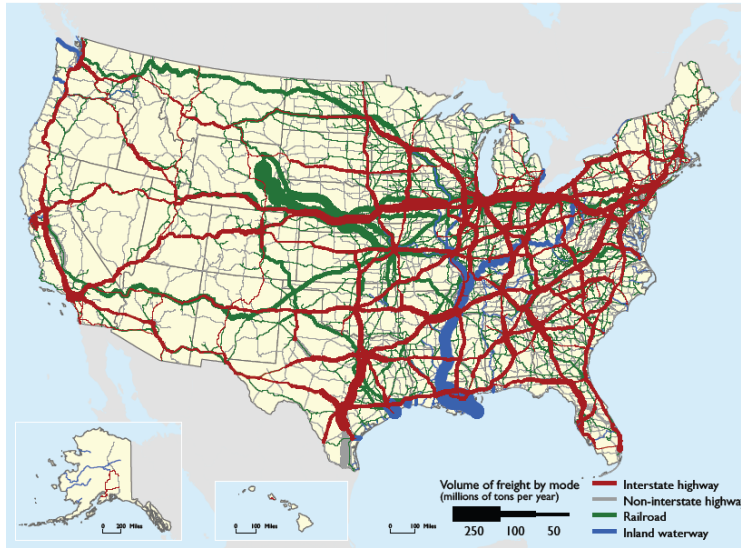 Volume of freight by mode
(millions of tons per year)
250 100 50
Interstate highway
Non-interstate highw
Railroad
Inland waterway
0 200 Miles
0 100 Miles
0 100 Miles